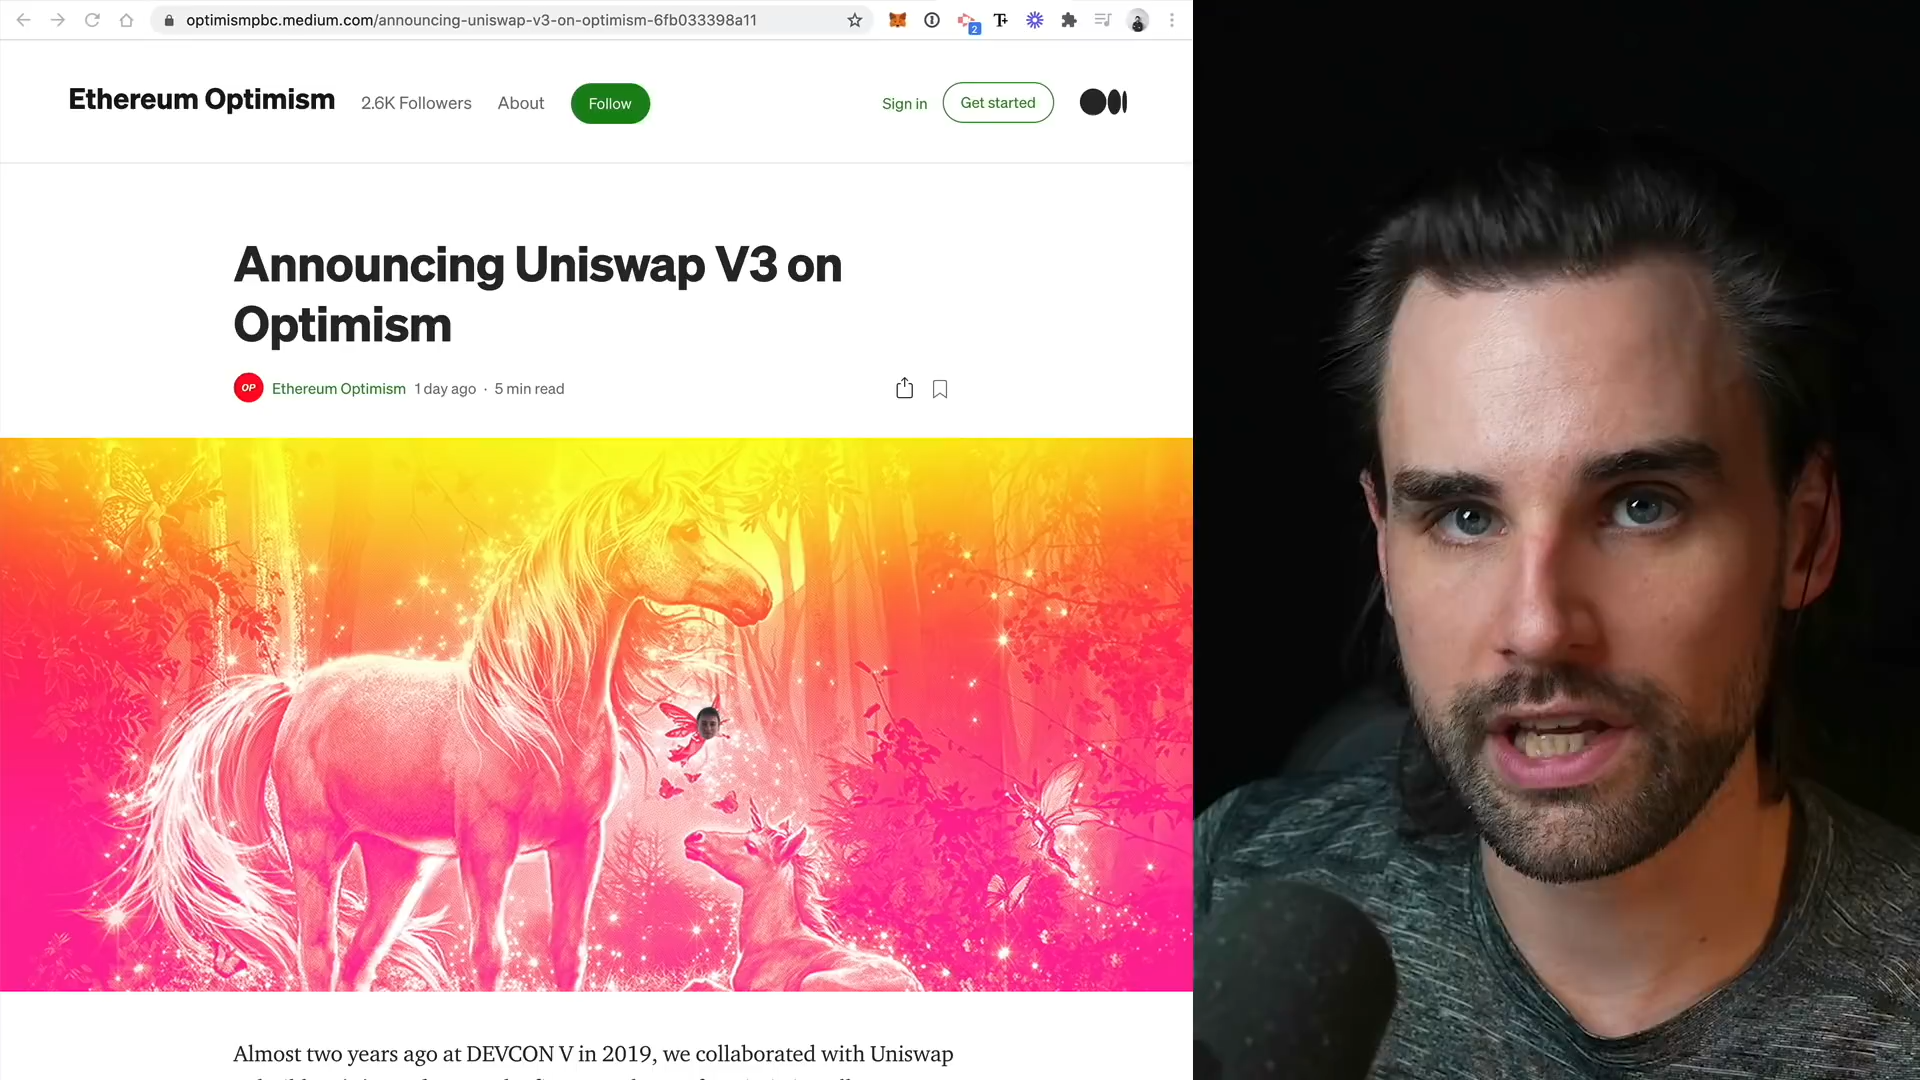 optimismpbc.medium.com/announcing-uniswap-v3-on-optimism-6fb033398a11
2
Ethereum Optimism 2.6K Followers About Follow Sign in Get started
Announcing Uniswap V3 on
Optimism
OP Ethereum Optimism 1 day ago · 5 min read
Almost two years ago at DEVCON V in 2019, we collaborated with Uniswap